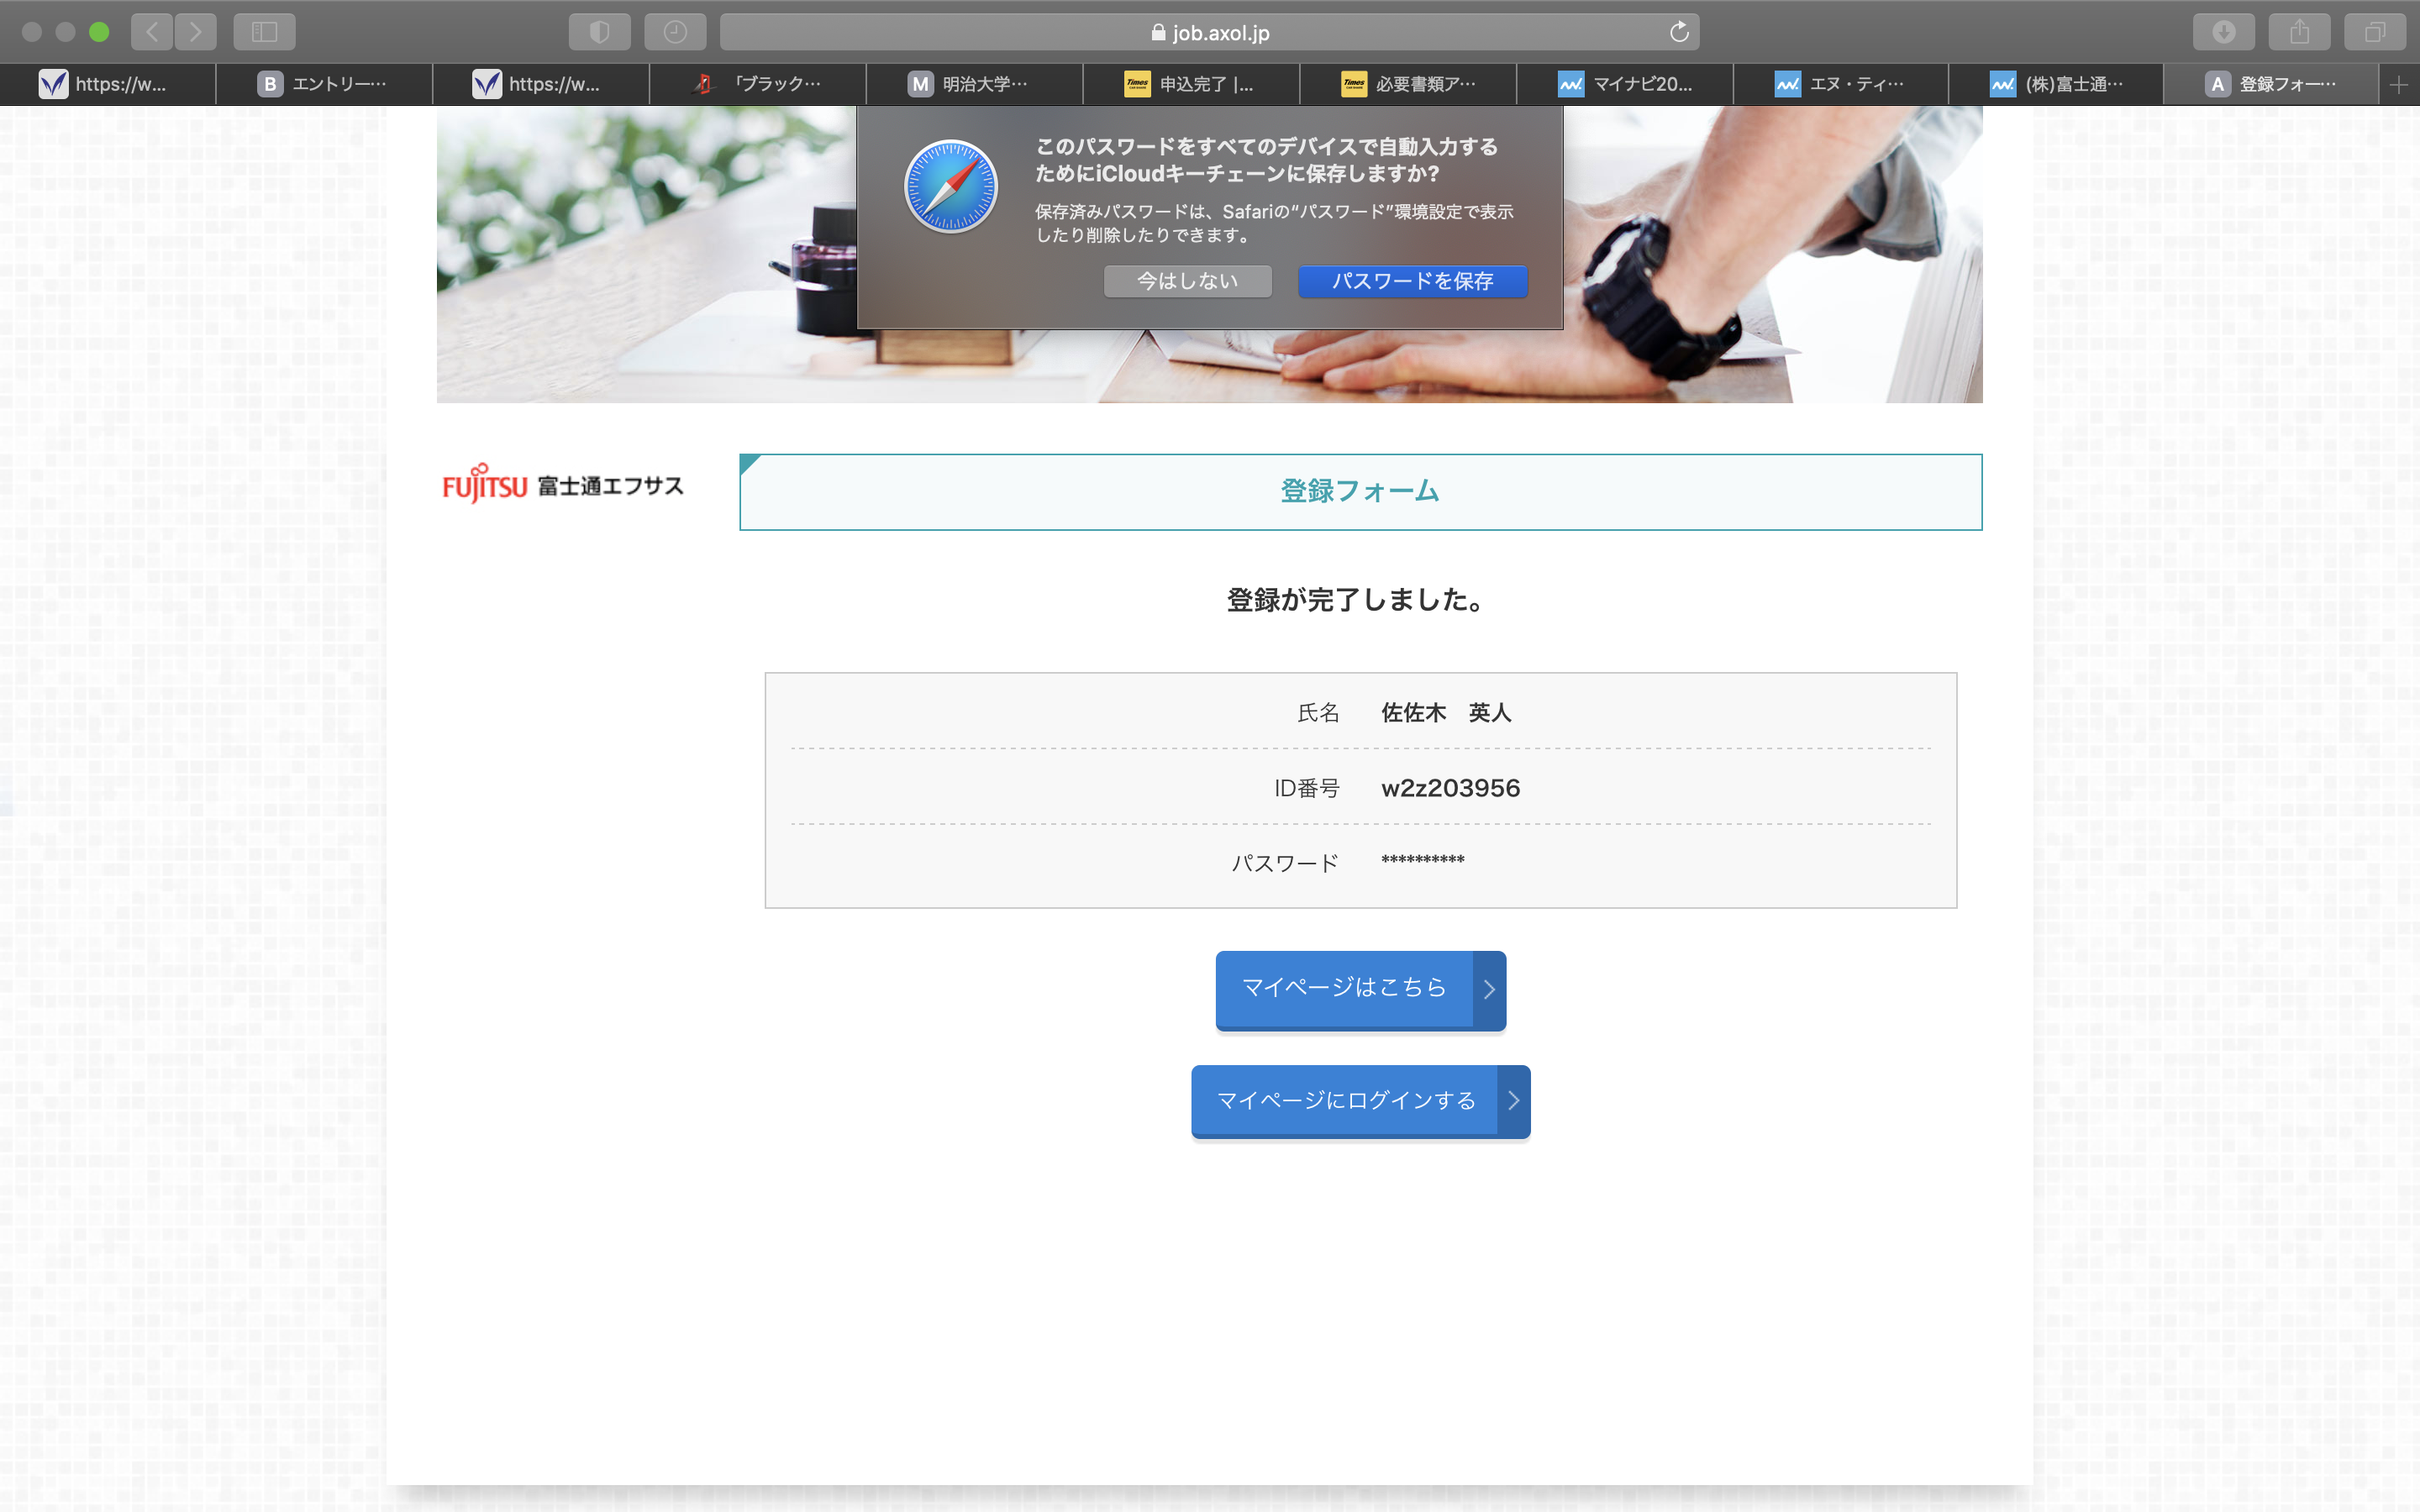 job.axol.jp
https://w...
B エントリー…
https://w...
「ブラック…
M 明治大学…
Times 申込完了 |...
Times 必要書類ア…
マイナビ20...
エヌ・ティ…
(株)富士通…
A 登録フォー…
このパスワードをすべてのデバイスで自動入力する
ためにiCloudキーチェーンに保存しますか?
保存済みパスワードは、Safariの“パスワード”環境設定で表示
したり削除したりできます。
今はしない パスワードを保存
FUJITSU 富士通エフサス
登録フォーム
登録が完了しました。
氏名 佐佐木 英人
ID番号 w2z203956
パスワード **********
マイページはこちら
マイページにログインする